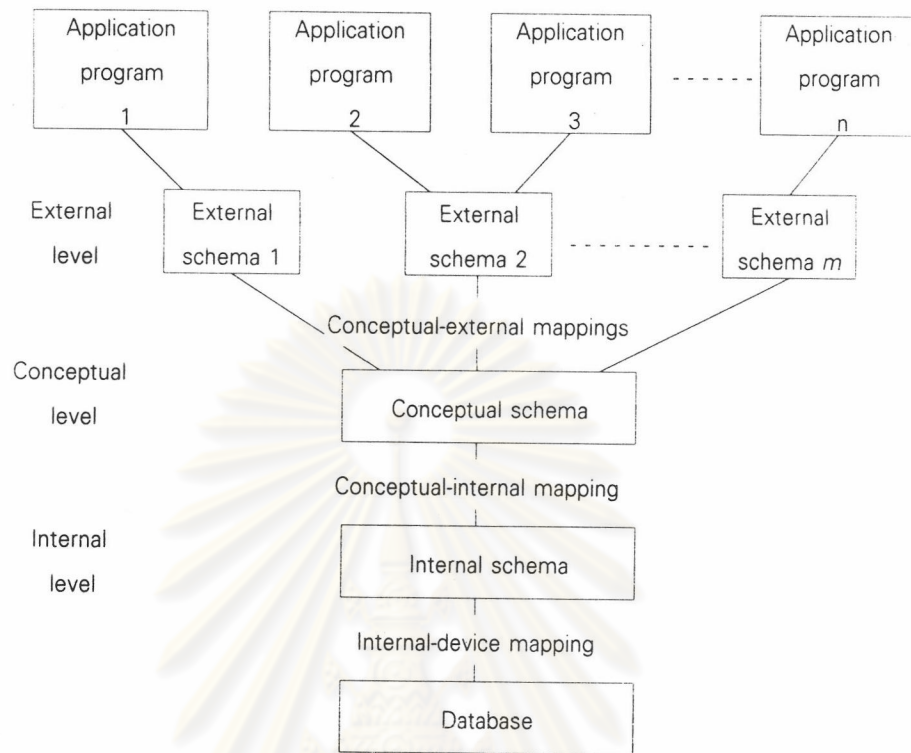 Application
program
1
Application
program
2
Application
program
3
Application
program
n
External
level
External
schema 1
External
schema 2
External
schema m
Conceptual-external mappings
Conceptual
level
Conceptual schema
Conceptual-internal mapping
Internal
level
Internal schema
Internal-device mapping
Database